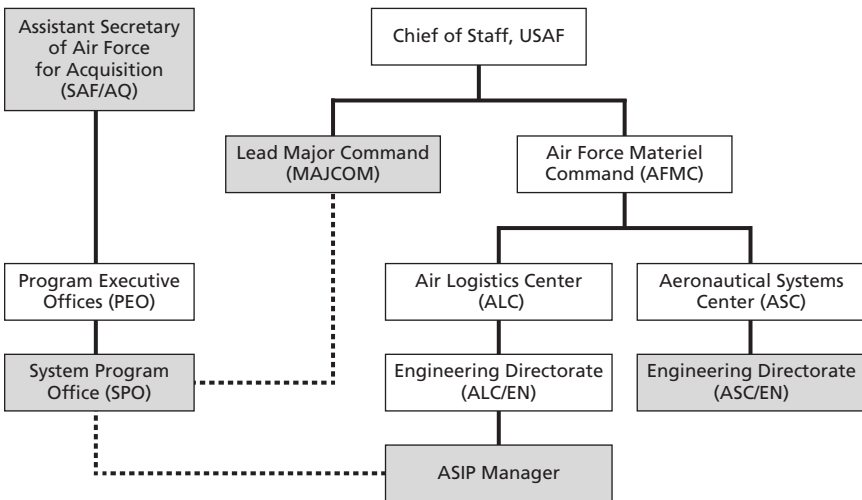 Assistant Secretary
of Air Force
for Acquisition
(SAF/AQ)
Chief of Staff, USAF
Lead Major Command
(MAJCOM)
Air Force Materiel
Command (AFMC)
Program Executive
Offices (PEO)
Air Logistics Center
(ALC)
Aeronautical Systems
Center (ASC)
System Program
Office (SPO)
Engineering Directorate
(ALC/EN)
Engineering Directorate
(ASC/EN)
ASIP Manager